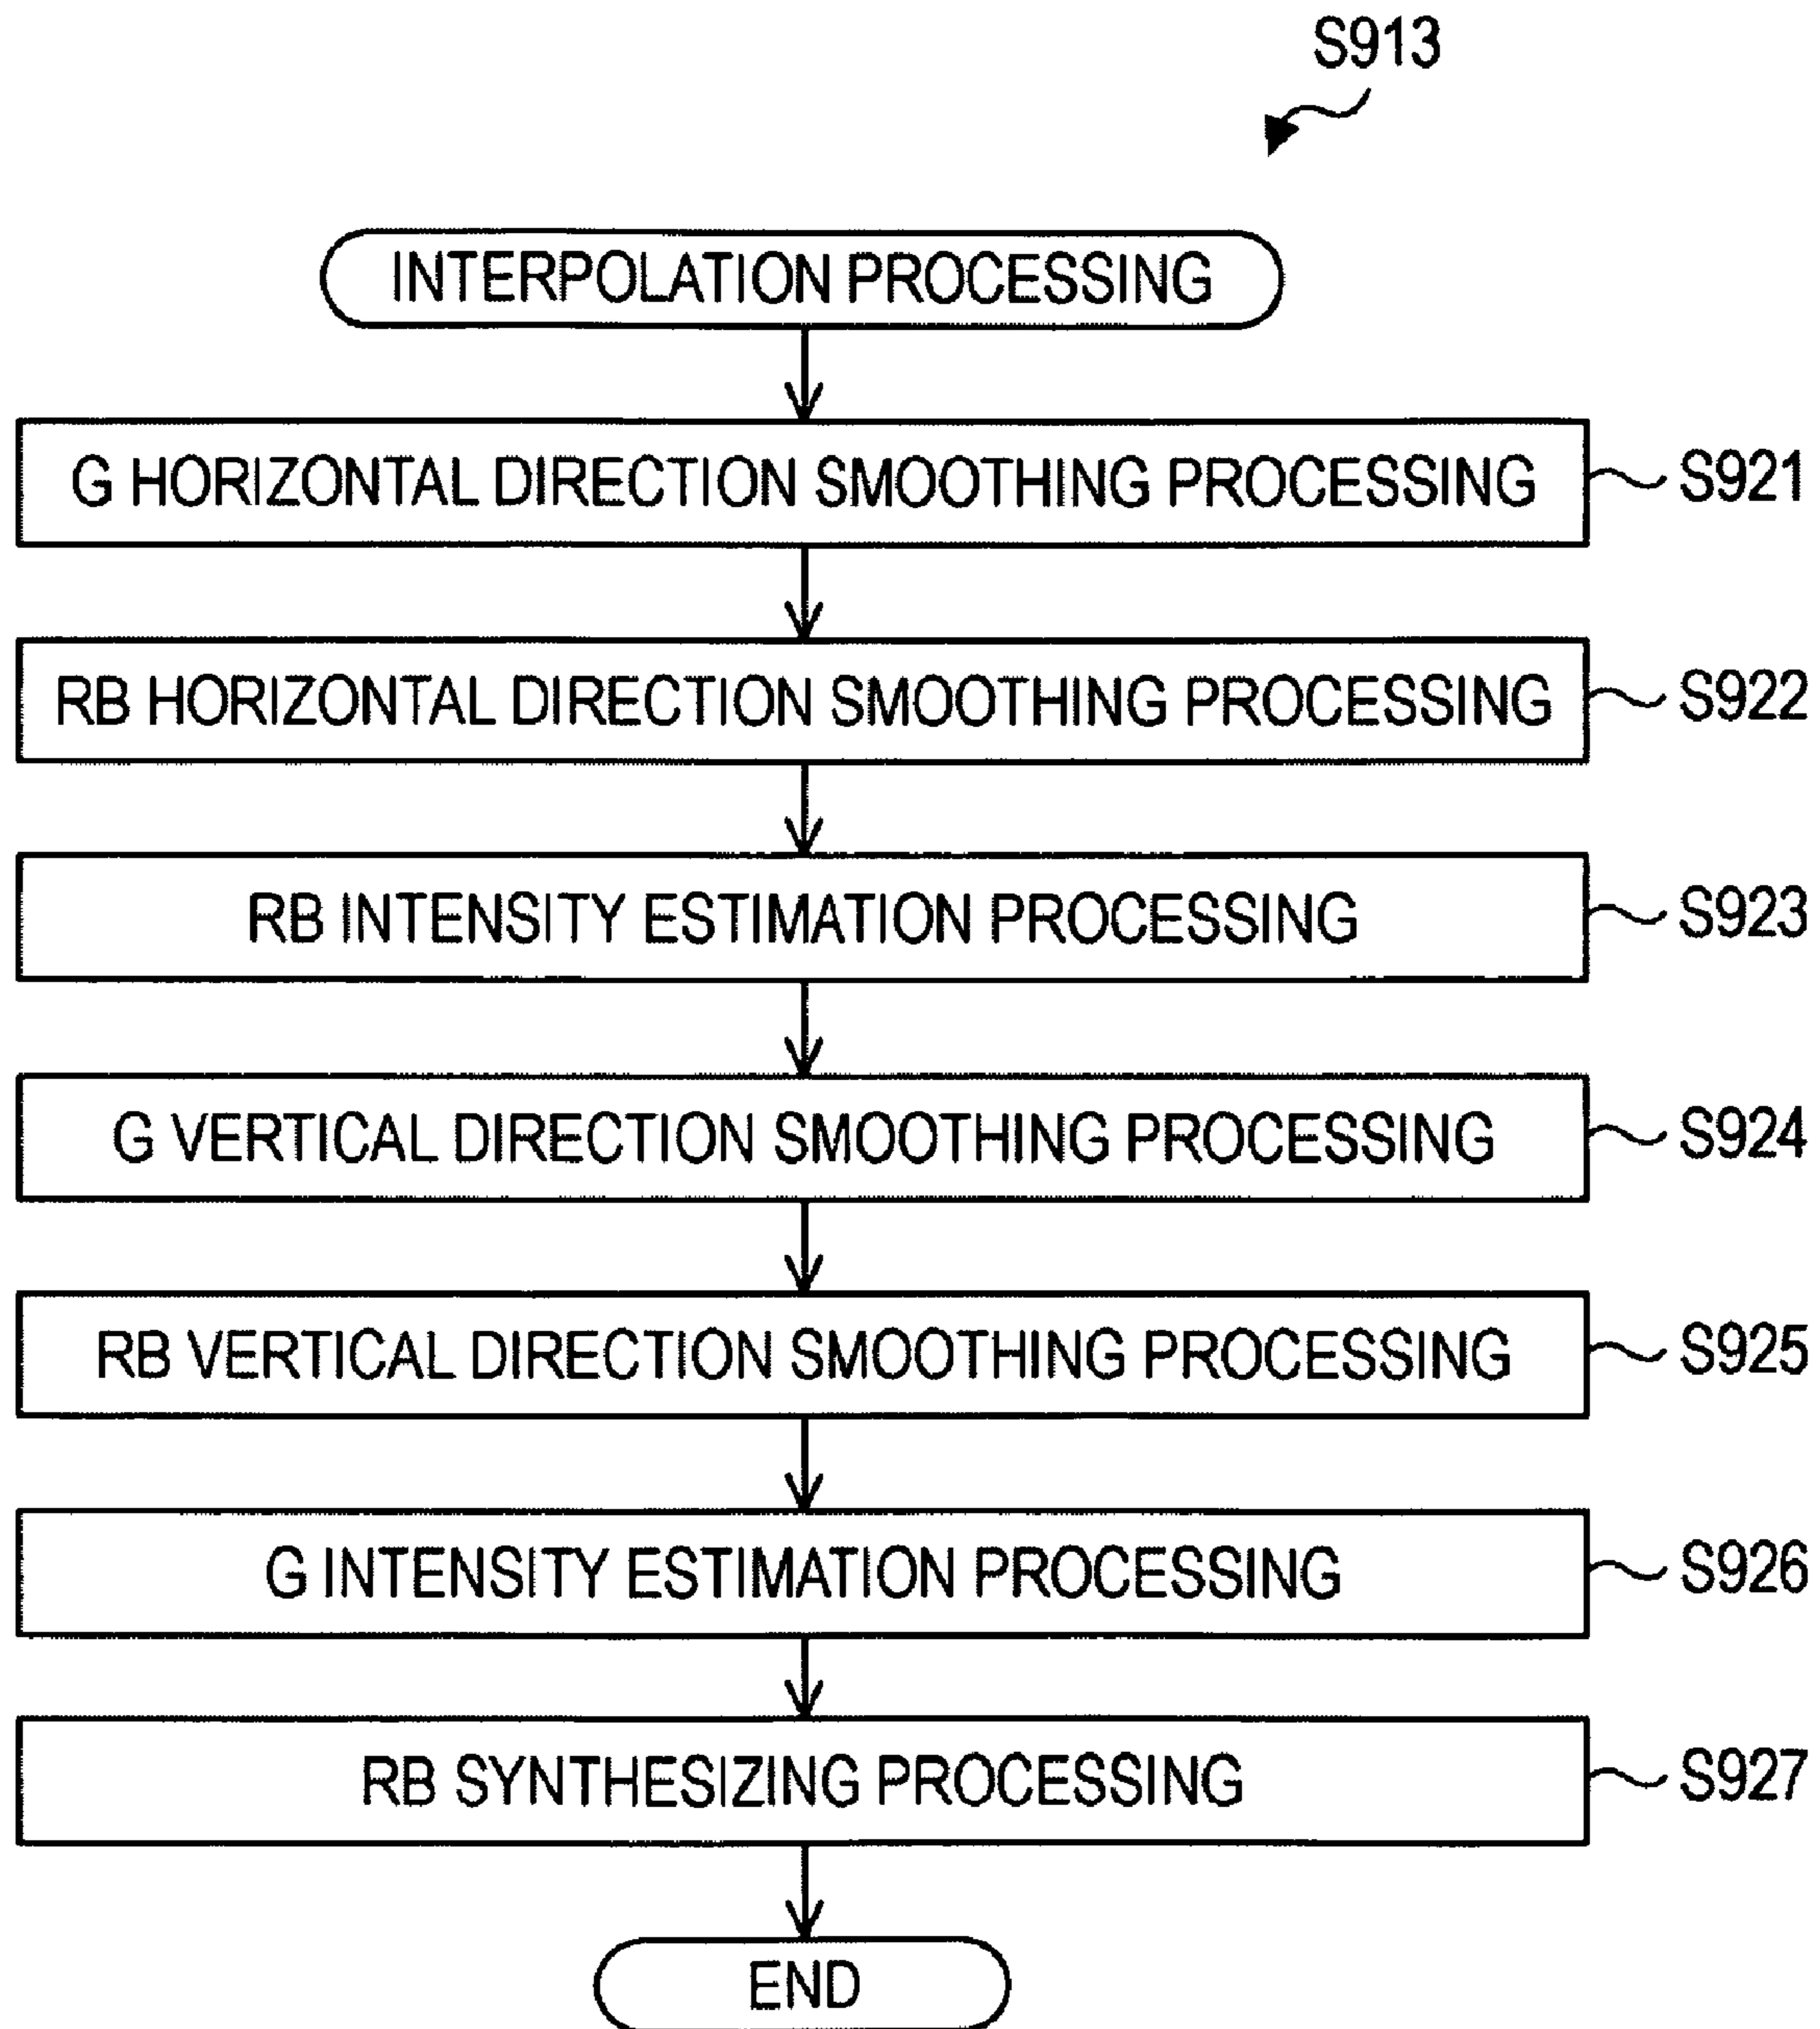 S913
INTERPOLATION PROCESSING
G HORIZONTAL DIRECTION SMOOTHING PROCESSING S921
RB HORIZONTAL DIRECTION SMOOTHING PROCESSING S922
RB INTENSITY ESTIMATION PROCESSING S923
G VERTICAL DIRECTION SMOOTHING PROCESSING S924
RB VERTICAL DIRECTION SMOOTHING PROCESSING S925
G INTENSITY ESTIMATION PROCESSING S926
RB SYNTHESIZING PROCESSING S927
END